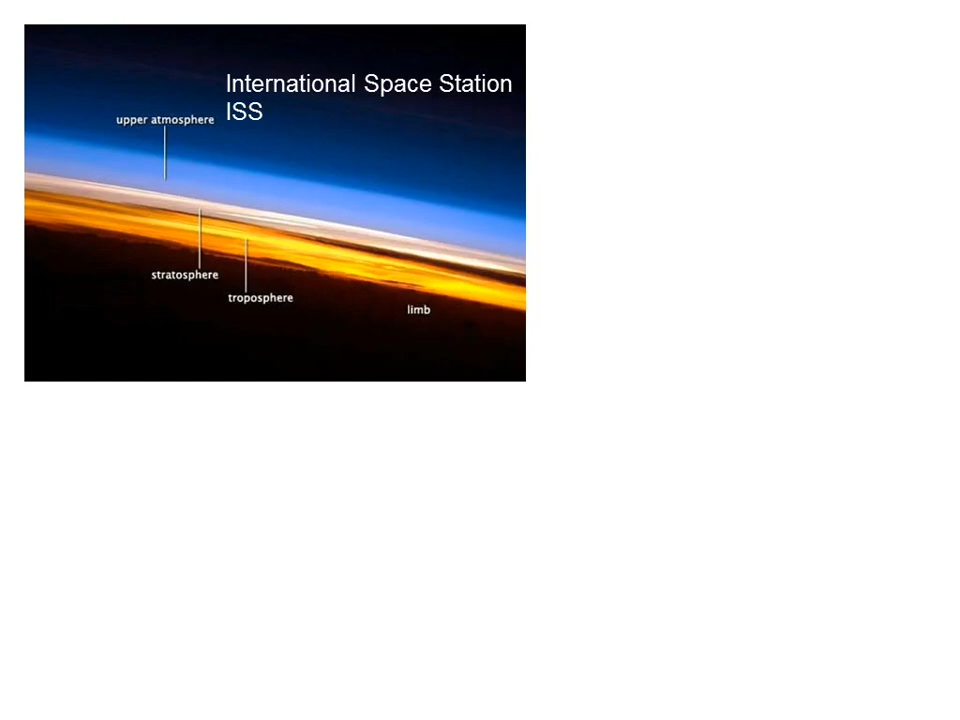 International Space Station
ISS
upper atmosphere
stratosphere
troposphere
limb